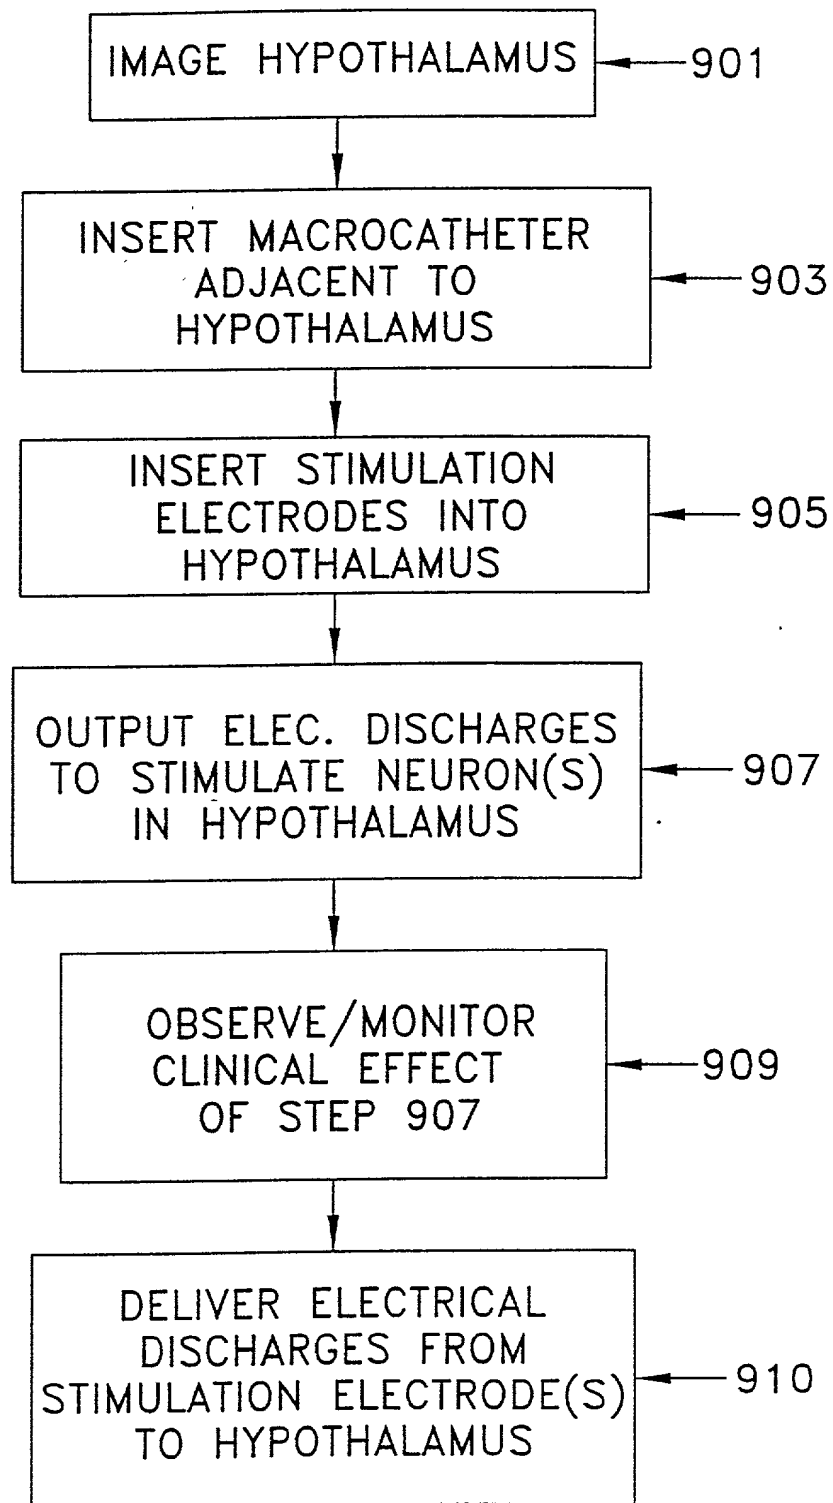 IMAGE HYPOTHALAMUS
901
INSERT MACROCATHETER
ADJACENT TO
HYPOTHALAMUS
903
INSERT STIMULATION
ELECTRODES INTO
HYPOTHALAMUS
905
OUTPUT ELEC. DISCHARGES
TO STIMULATE NEURON(S)
IN HYPOTHALAMUS
907
OBSERVE/MONITOR
CLINICAL EFFECT
OF STEP 907
909
DELIVER ELECTRICAL
DISCHARGES FROM
STIMULATION ELECTRODE(S)
TO HYPOTHALAMUS
910